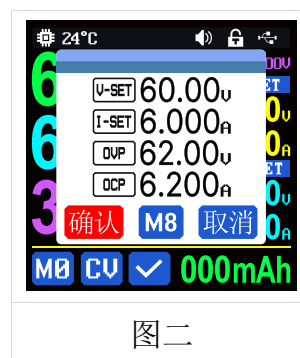 24°C
V-SET 60.00V
I-SET 6.000A
OVP 62.00V
OCP 6.200A
确认 M8 取消
M0 CV 000mAh
图二